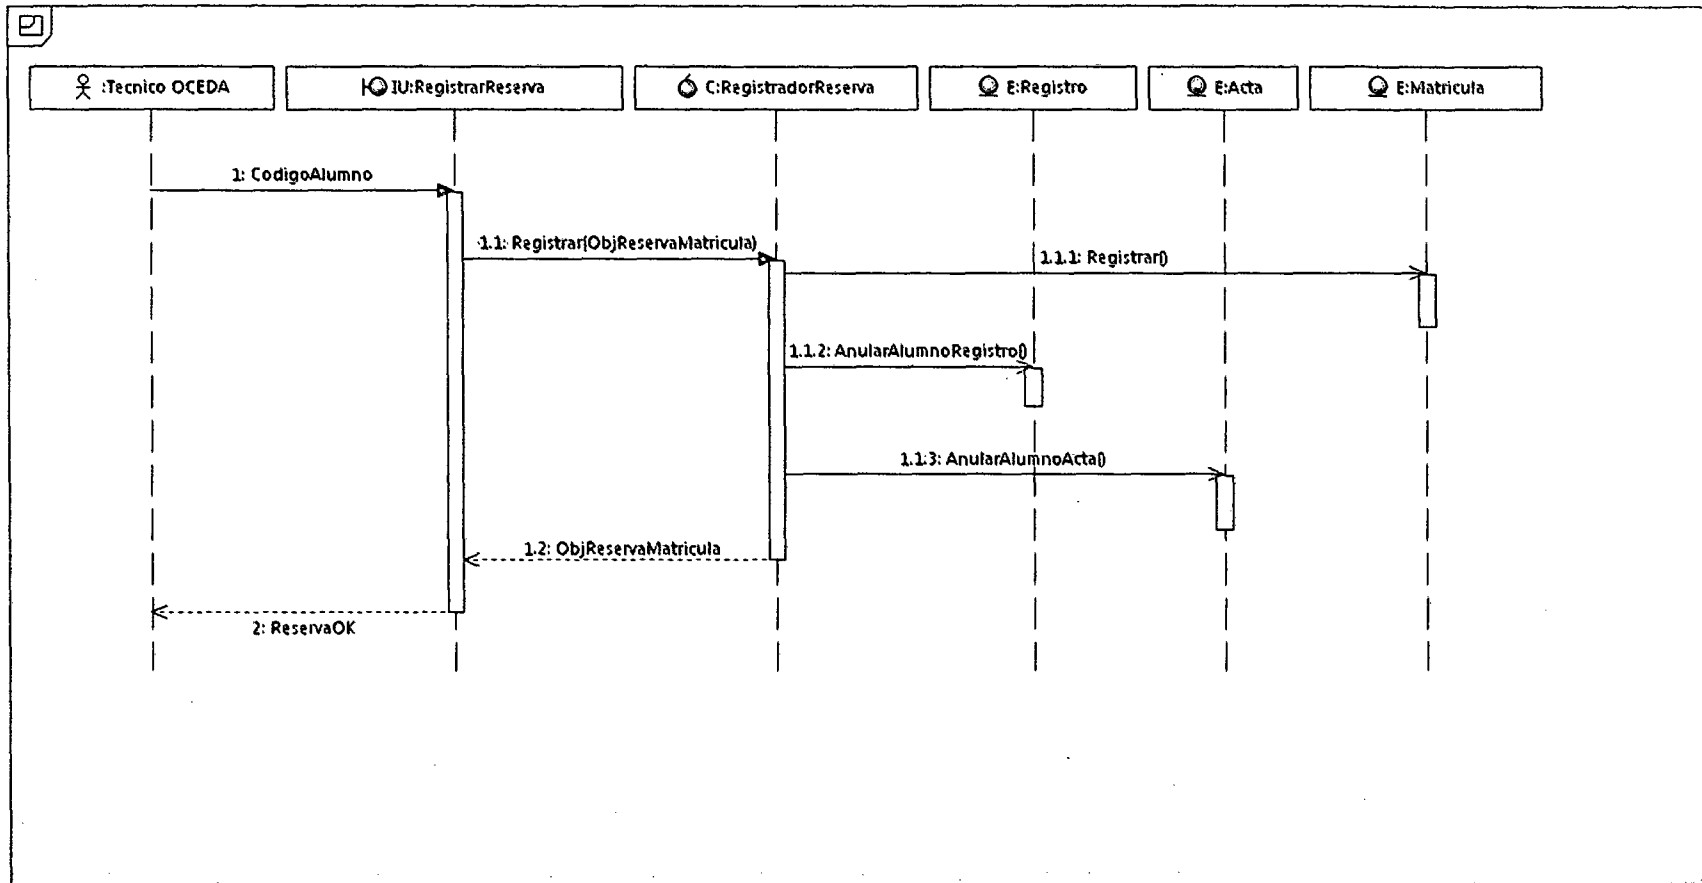 :Tecnico OCEDA
IU:RegistrarReserva
C:RegistradorReserva
E:Registro
E:Acta
E:Matricula
1: CodigoAlumno
1.1: Registrar(ObjReservaMatricula)
1.1.1: Registrar()
1.1.2: AnularAlumnoRegistro()
1.1.3: AnularAlumnoActa()
1.2: ObjReservaMatricula
2: ReservaOK